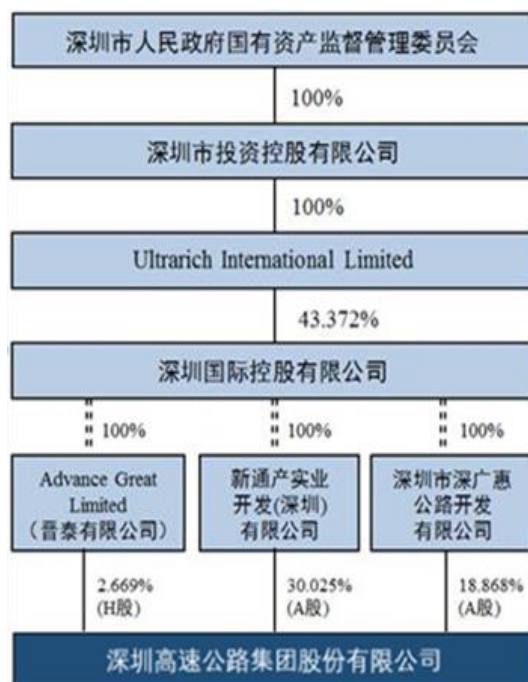 深圳市人民政府国有资产监督管理委员会
100%
深圳市投资控股有限公司
100%
Ultrarich International Limited
43.372%
深圳国际控股有限公司
100%
100%
100%
Advance Great
Limited
（晋泰有限公司）
新通产实业
开发(深圳)
有限公司
深圳市深广惠
公路开发
有限公司
2.669%
(H股)
30.025%
(A股)
18.868%
(A股)
深圳高速公路集团股份有限公司